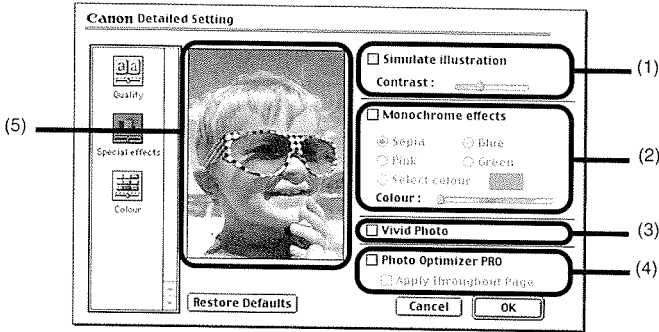 Canon Detailed Setting
Quality
Special effects
Colour
(5)
Simulate illustration
Contrast :
(1)
Monochrome effects
Sepia
Blue
Pink
Green
Select colour
Colour :
(2)
Vivid Photo
(3)
Photo Optimizer PRO
Apply Throughout Page
(4)
Restore Defaults
Cancel
OK